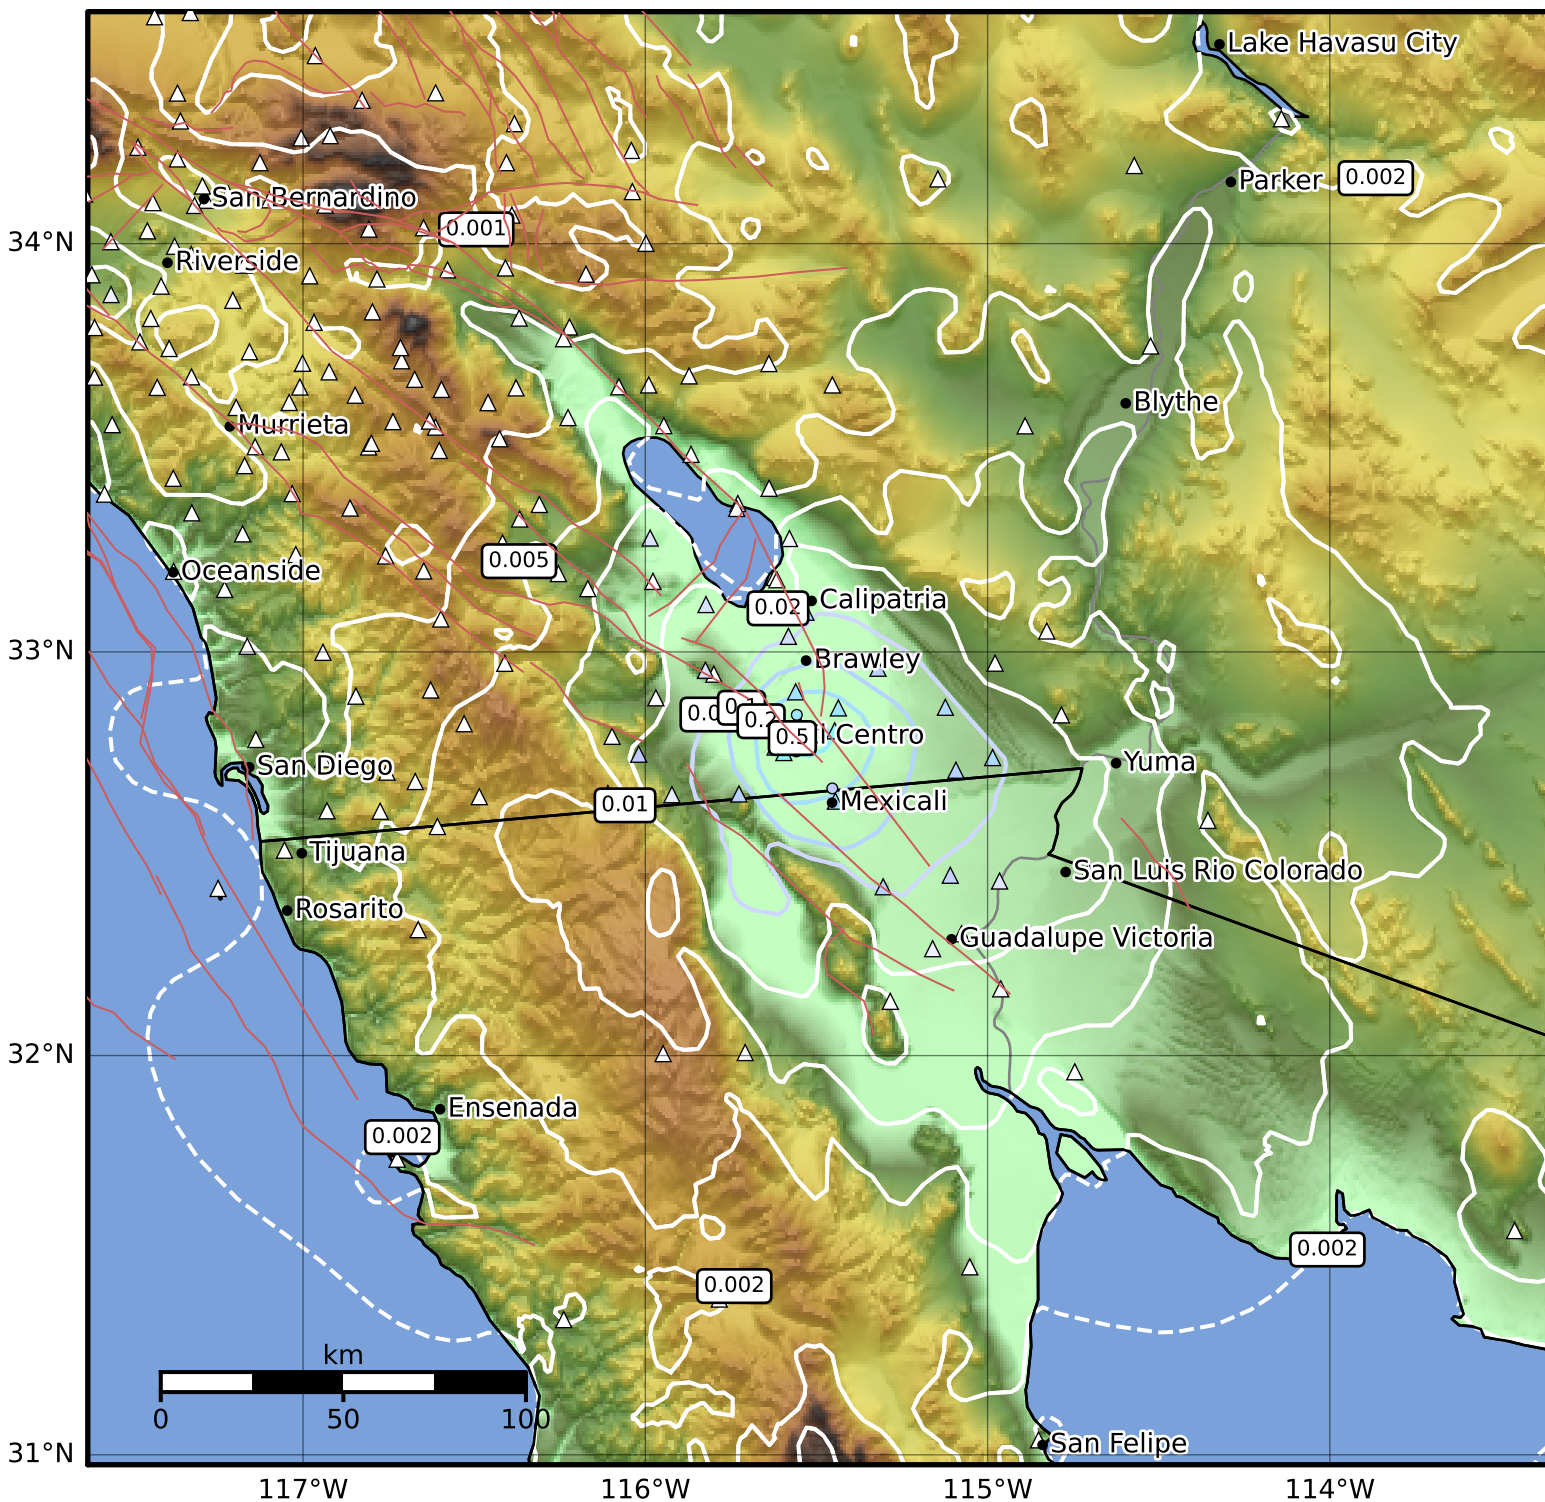 Lake Havasu City
Parker
0.002
San Bernardino
0.001
34°N
Riverside
Blythe
Murrieta
0.005
Oceanside
Calipatria
0.02
33°N
Brawley
0.2
0.5
Centro
San Diego
Yuma
0.01
Mexicali
Tijuana
San Luis Rio Colorado
Rosarito
Guadalupe Victoria
32°N
Ensenada
0.002
0.002
0.002
km
0
50
100
31°N
San Felipe
117°W
116°W
115°W
114°W